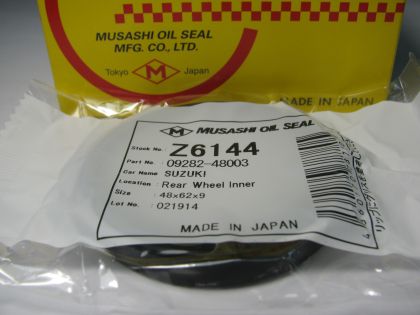 MUSASHI OIL SEAL
MFG. CO., LTD.
Tokyo M Japan
MADE IN JAPAN
M MUSASHI OIL SEAL
Stock No. Z6144
Part No. : 09282-48003
Car Name : SUZUKI
Location : Rear Wheel Inner
Size : 48x62x9
Lot No. : 021914
MADE IN JAPAN